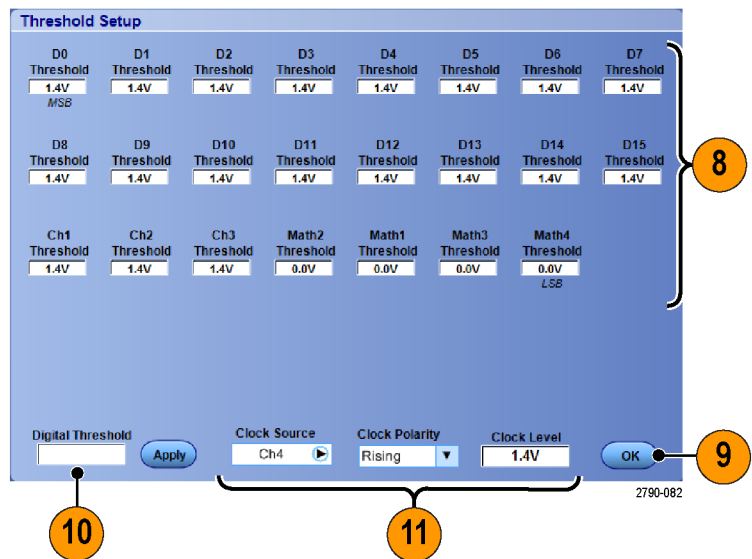 Threshold Setup
D0 D1 D2 D3 D4 D5 D6 D7
Threshold Threshold Threshold Threshold Threshold Threshold Threshold Threshold
1.4V 1.4V 1.4V 1.4V 1.4V 1.4V 1.4V 1.4V
MSB
8
D8 D9 D10 D11 D12 D13 D14 D15
Threshold Threshold Threshold Threshold Threshold Threshold Threshold Threshold
1.4V 1.4V 1.4V 1.4V 1.4V 1.4V 1.4V 1.4V
Ch1 Ch2 Ch3 Math2 Math1 Math3 Math4
Threshold Threshold Threshold Threshold Threshold Threshold Threshold
1.4V 1.4V 1.4V 0.0V 0.0V 0.0V 0.0V
LSB
Digital Threshold Clock Source Clock Polarity Clock Level
Apply Ch4 Rising 1.4V OK 9
2790-082
10 11